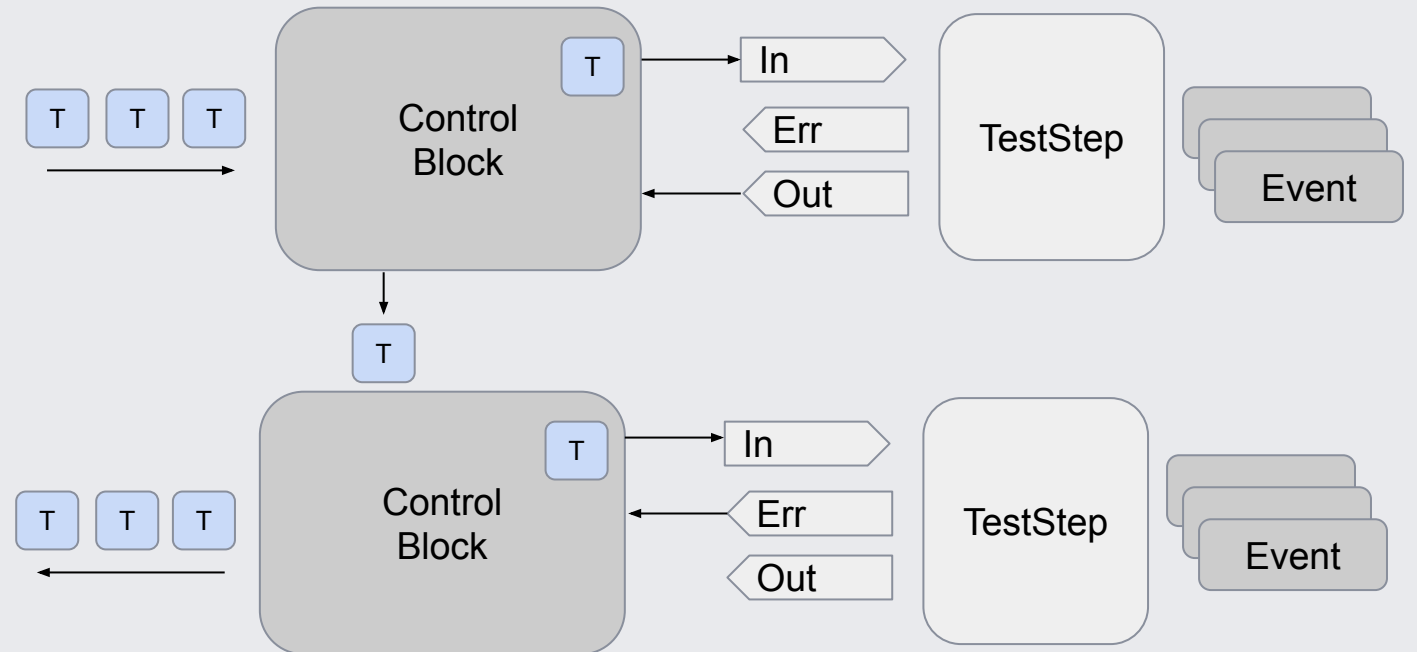 T
In
T T T
Control
Block
Err
TestStep
Out
Event
T
T
In
Control
Block
T T T
Err
TestStep
Out
Event